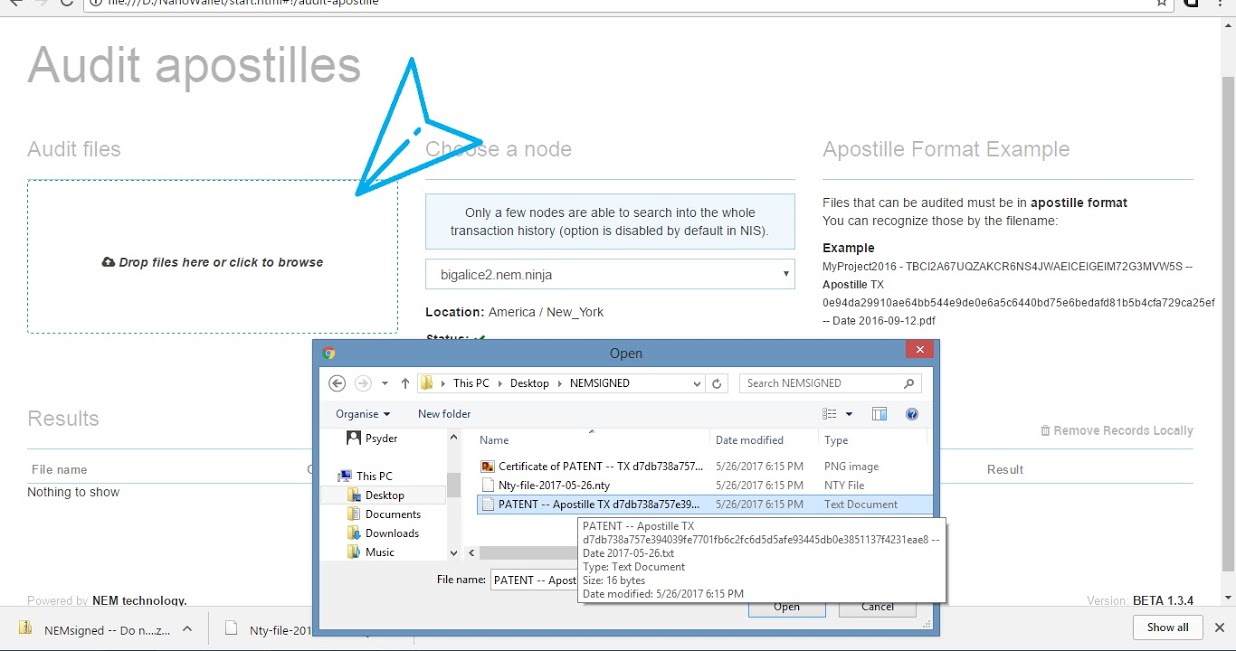 file:///D:/NanoWallet/start.html#!/audit-apostille
Audit apostilles
Audit files
Drop files here or click to browse
Choose a node
Only a few nodes are able to search into the whole
transaction history (option is disabled by default in NIS).
bigalice2.nem.ninja
Location: America / New_York
Status:
Apostille Format Example
Files that can be audited must be in apostille format
You can recognize those by the filename:
Example
MyProject2016 - TBCI2A67UQZAKCR6NS4JWAEICEIGEIM72G3MVW5S --
Apostille TX
0e94da29910ae64bb544e9de0e6a5c6440bd75e6bedafd81b5b4cfa729ca25ef
-- Date 2016-09-12.pdf
Results
Remove Records Locally
File name
Result
Nothing to show
Open
This PC
Desktop
NEMSIGNED
Search NEMSIGNED
Organise
New folder
Psyder
This PC
Desktop
Documents
Downloads
Music
Name Date modified Type
Certificate of PATENT -- TX d7db738a757... 5/26/2017 6:15 PM PNG image
Nty-file-2017-05-26.nty 5/26/2017 6:15 PM NTY File
PATENT -- Apostille TX d7db738a757e39... 5/26/2017 6:15 PM Text Document
PATENT -- Apostille TX
d7db738a757e394039fe7701fb6c2fc6d5d5afe93445db0e3851137f4231eae8 --
Date 2017-05-26.txt
Type: Text Document
Size: 16 bytes
Date modified: 5/26/2017 6:15 PM
File name: PATENT -- Apost
Open
Cancel
Powered by NEM technology.
Version: BETA 1.3.4
NEMsigned -- Do n....z...
Nty-file-201
Show all